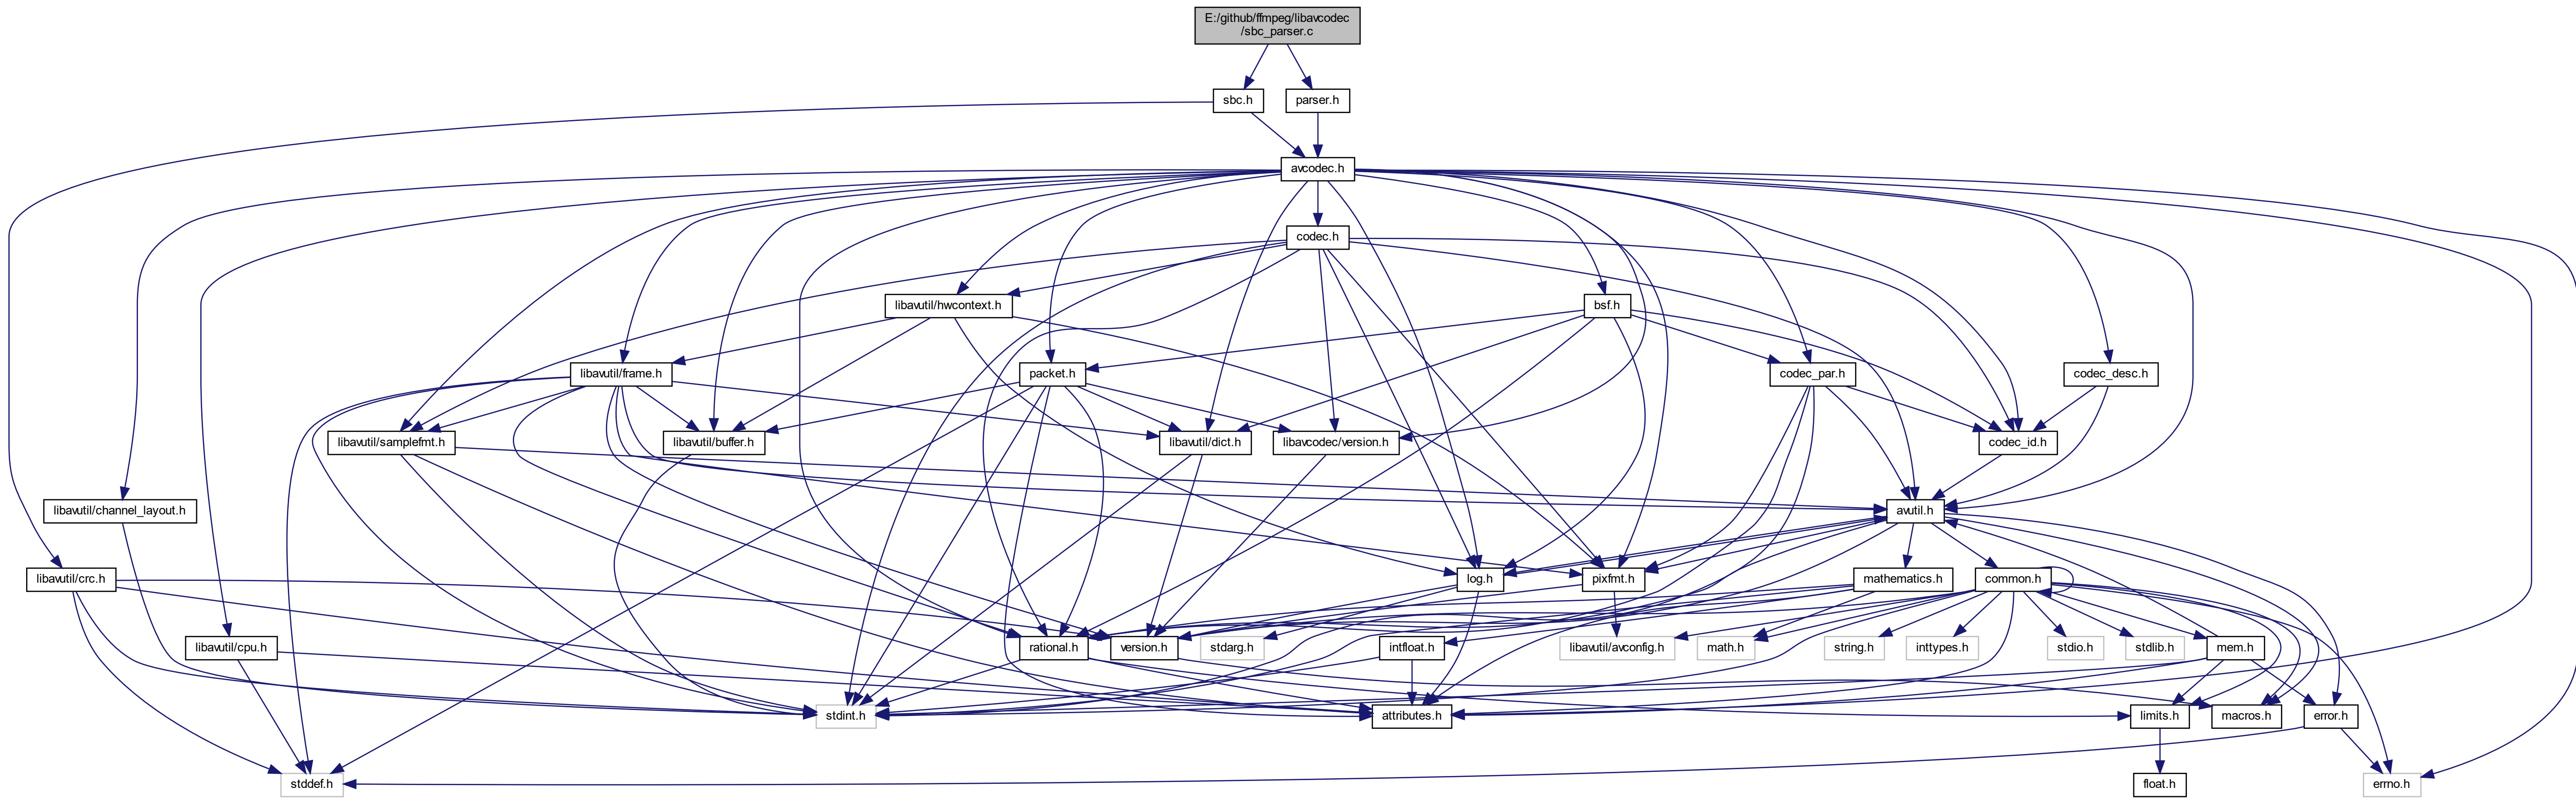 E:/github/ffmpeg/libavcodec
/sbc_parser.c
sbc.h
parser.h
avcodec.h
codec.h
libavutil/hwcontext.h
bsf.h
libavutil/frame.h
packet.h
codec_par.h
codec_desc.h
libavutil/samplefmt.h
libavutil/buffer.h
libavutil/dict.h
libavcodec/version.h
codec_id.h
libavutil/channel_layout.h
avutil.h
libavutil/crc.h
log.h
pixfmt.h
mathematics.h
common.h
libavutil/cpu.h
rational.h
version.h
stdarg.h
intfloat.h
libavutil/avconfig.h
math.h
string.h
inttypes.h
stdio.h
stdlib.h
mem.h
stdint.h
attributes.h
limits.h
macros.h
error.h
stddef.h
float.h
errno.h